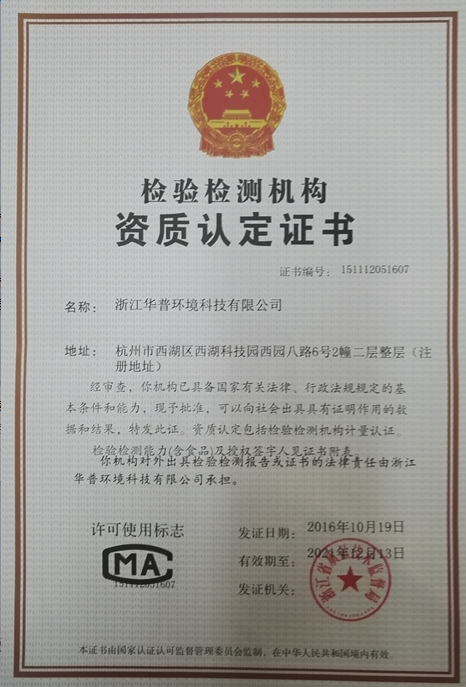 检验检测机构
资质认定证书
证书编号：151112051607
名称：浙江华普环境科技有限公司
地址：杭州市西湖区西湖科技园西园八路6号2幢二层整层（注
册地址）
经审查，你机构已具备国家有关法律、行政法规规定的基
本条件和能力，现予批准，可以向社会出具具有证明作用的数
据和结果，特发此证。资质认定包括检验检测机构计量认证。
检验检测能力(含食品)及授权签字人见证书附表。
你机构对外出具检验检测报告或证书的法律责任由浙江
华普环境科技有限公司承担。
许可使用标志
MA
151112051607
发证日期：2016年10月19日
有效期至：2021年12月13日
发证机关：
浙江省质量技术监督局
本证书由国家认证认可监督管理委员会监制，在中华人民共和国境内有效。